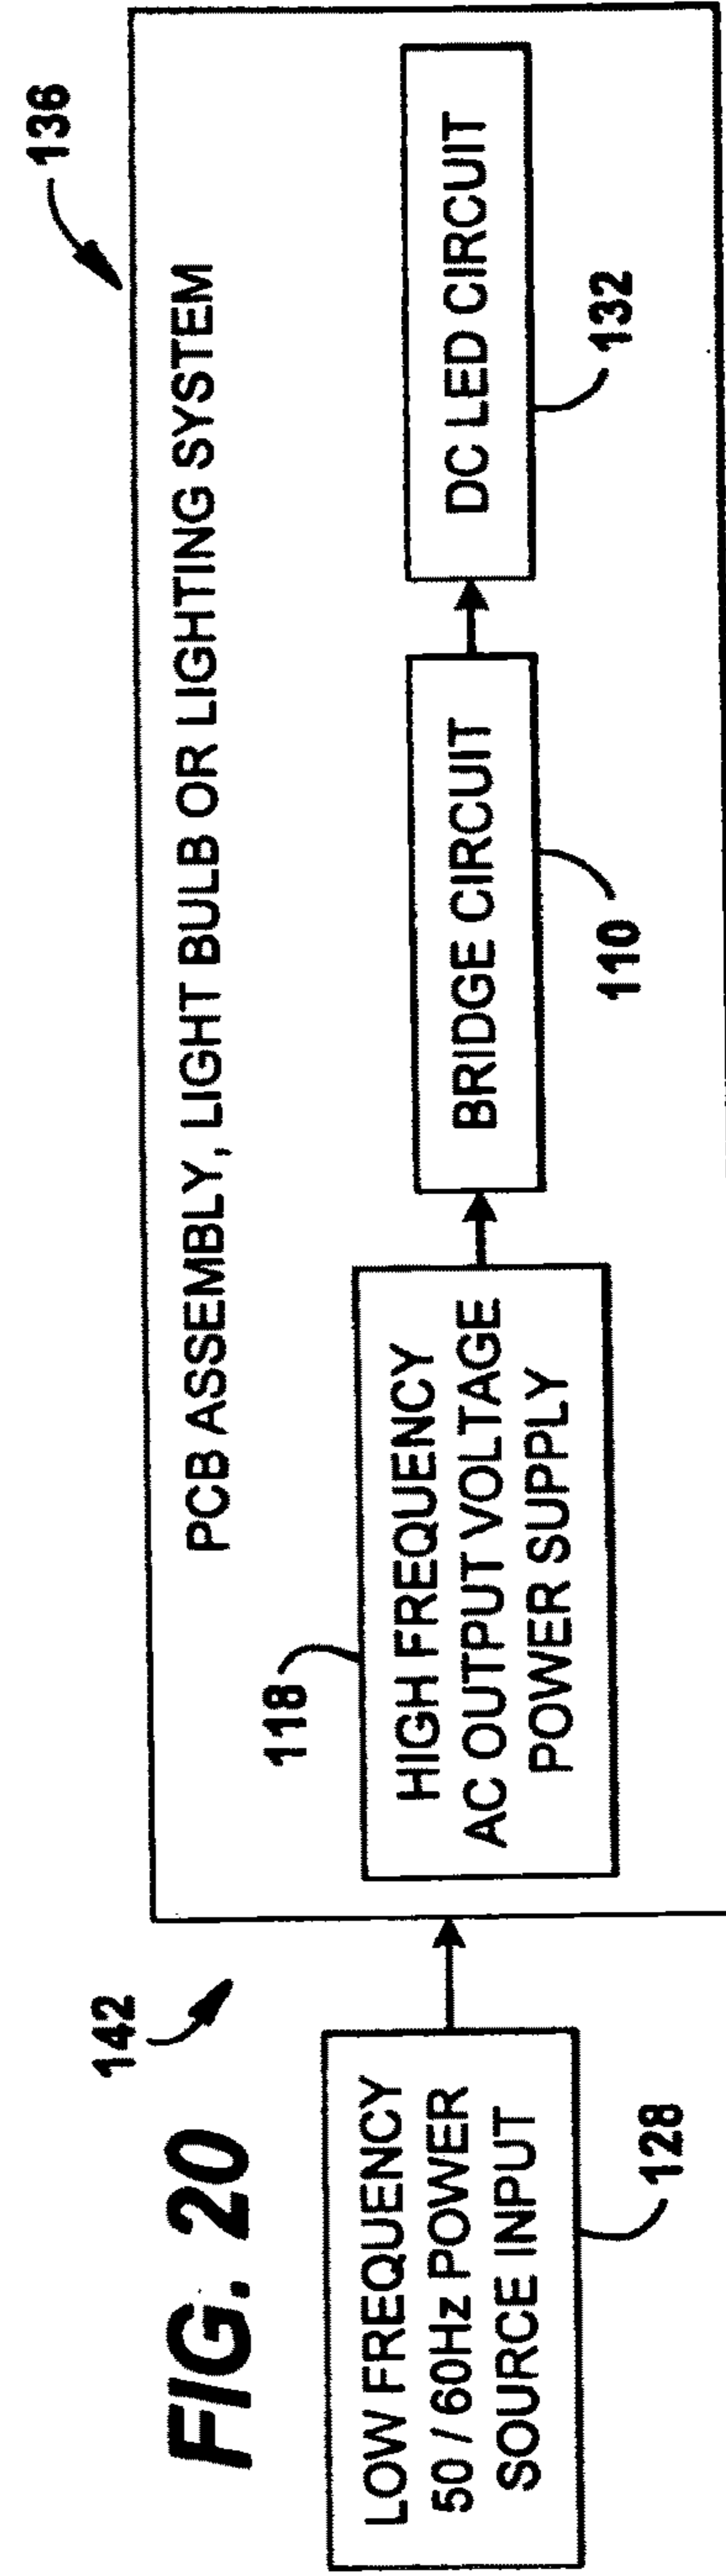 FIG. 20
142
136
PCB ASSEMBLY, LIGHT BULB OR LIGHTING SYSTEM
LOW FREQUENCY
50 / 60Hz POWER
SOURCE INPUT
128
118
HIGH FREQUENCY
AC OUTPUT VOLTAGE
POWER SUPPLY
BRIDGE CIRCUIT
110
DC LED CIRCUIT
132